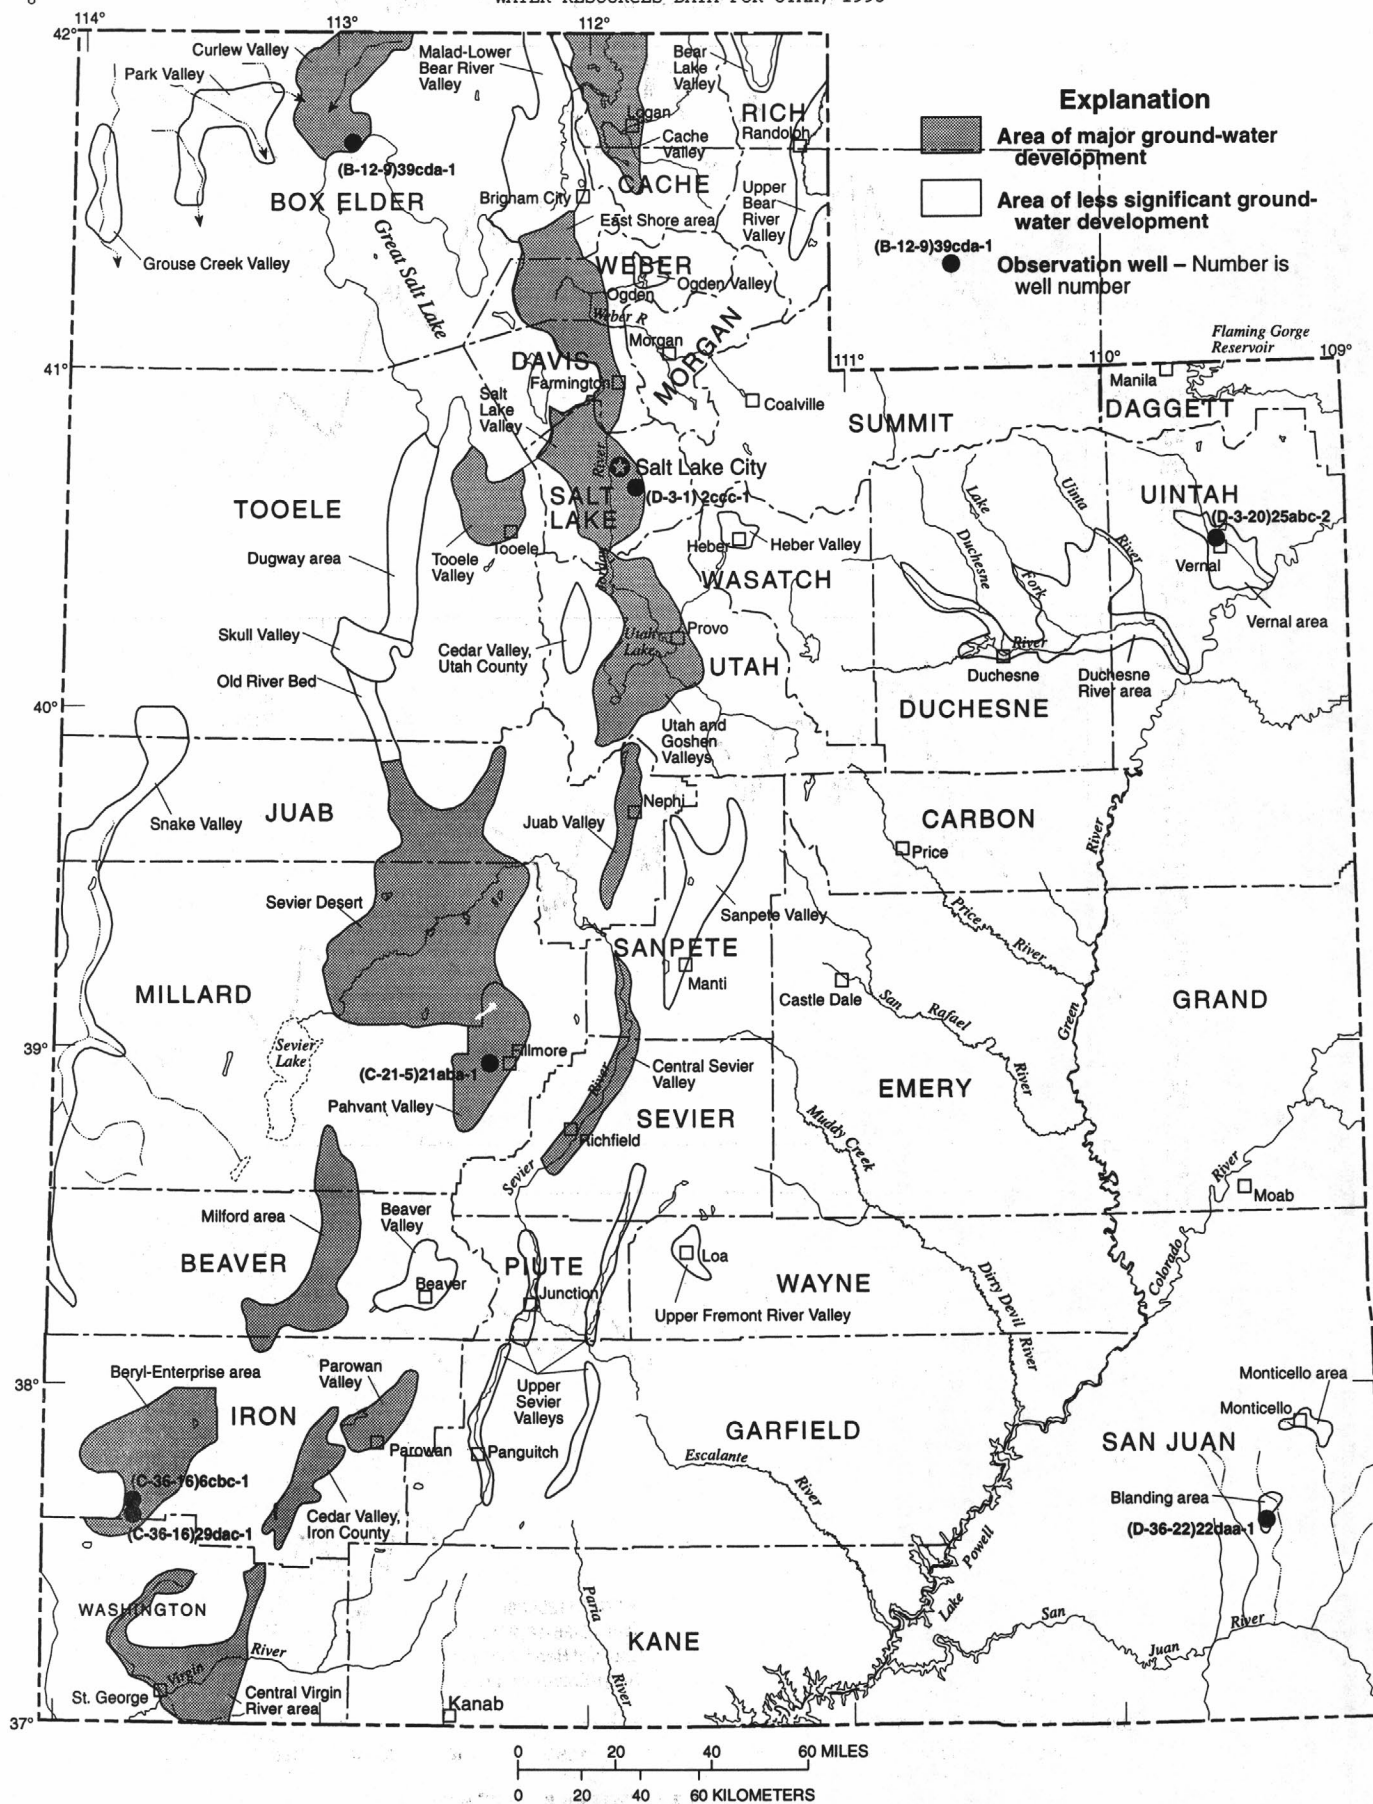 WATER RESOURCES DATA FOR UTAH, 1998
114°
113°
112°
42°
Curlew Valley
Park Valley
Malad-Lower
Bear River
Valley
Bear
Lake
Valley
Logan
Cache
Valley
RICH
Randolph
(B-12-9)39cda-1
BOX ELDER
Brigham City
CACHE
East Shore area
Upper
Bear
River
Valley
Explanation
Area of major ground-water
development
Area of less significant ground-
water development
(B-12-9)39cda-1
Observation well – Number is
well number
Grouse Creek Valley
Great Salt Lake
WEBER
Ogden Valley
Ogden
Weber R
Morgan
MORGAN
41°
DAVIS
Farmington
Salt
Lake
Valley
Coalville
111°
110°
109°
Flaming Gorge
Reservoir
Manila
DAGGETT
SUMMIT
River
Salt Lake City
(D-3-1) 2ccc-1
SALT
LAKE
TOOELE
Dugway area
Tooele
Valley
Tooele
Jordan
Heber
Heber Valley
WASATCH
Lake
Fork
Uinta
River
Duchesne
River
UINTAH
(D-3-20)25abc-2
Vernal
Vernal area
Skull Valley
Old River Bed
Cedar Valley,
Utah County
Utah
Lake
Provo
UTAH
Duchesne
Duchesne
River area
DUCHESNE
40°
Utah and
Goshen
Valleys
Snake Valley
JUAB
Juab Valley
Nephi
CARBON
Price
River
Sevier Desert
Sanpete Valley
Price
River
SANPETE
Manti
MILLARD
Castle Dale
San
Rafael
River
Green
GRAND
39°
Sevier
Lake
Fillmore
(C-21-5)21aba-1
Pahvant Valley
River
Central Sevier
Valley
SEVIER
EMERY
Richfield
Sevier
Muddy Creek
River
Moab
Milford area
Beaver
Valley
BEAVER
Beaver
PIUTE
Junction
Loa
Upper Fremont River Valley
WAYNE
Dirty Devil
River
Colorado
38°
Beryl-Enterprise area
Parowan
Valley
IRON
Upper
Sevier
Valleys
Parowan
Panguitch
GARFIELD
Escalante
River
Monticello area
Monticello
SAN JUAN
(C-36-16)6cbc-1
(C-36-16)29dac-1
Cedar Valley,
Iron County
Blanding area
(D-36-22)22daa-1
Lake
Powell
WASHINGTON
Virgin
River
St. George
Central Virgin
River area
Paria
River
KANE
San
Juan
River
37°
Kanab
0 20 40 60 MILES
0 20 40 60 KILOMETERS